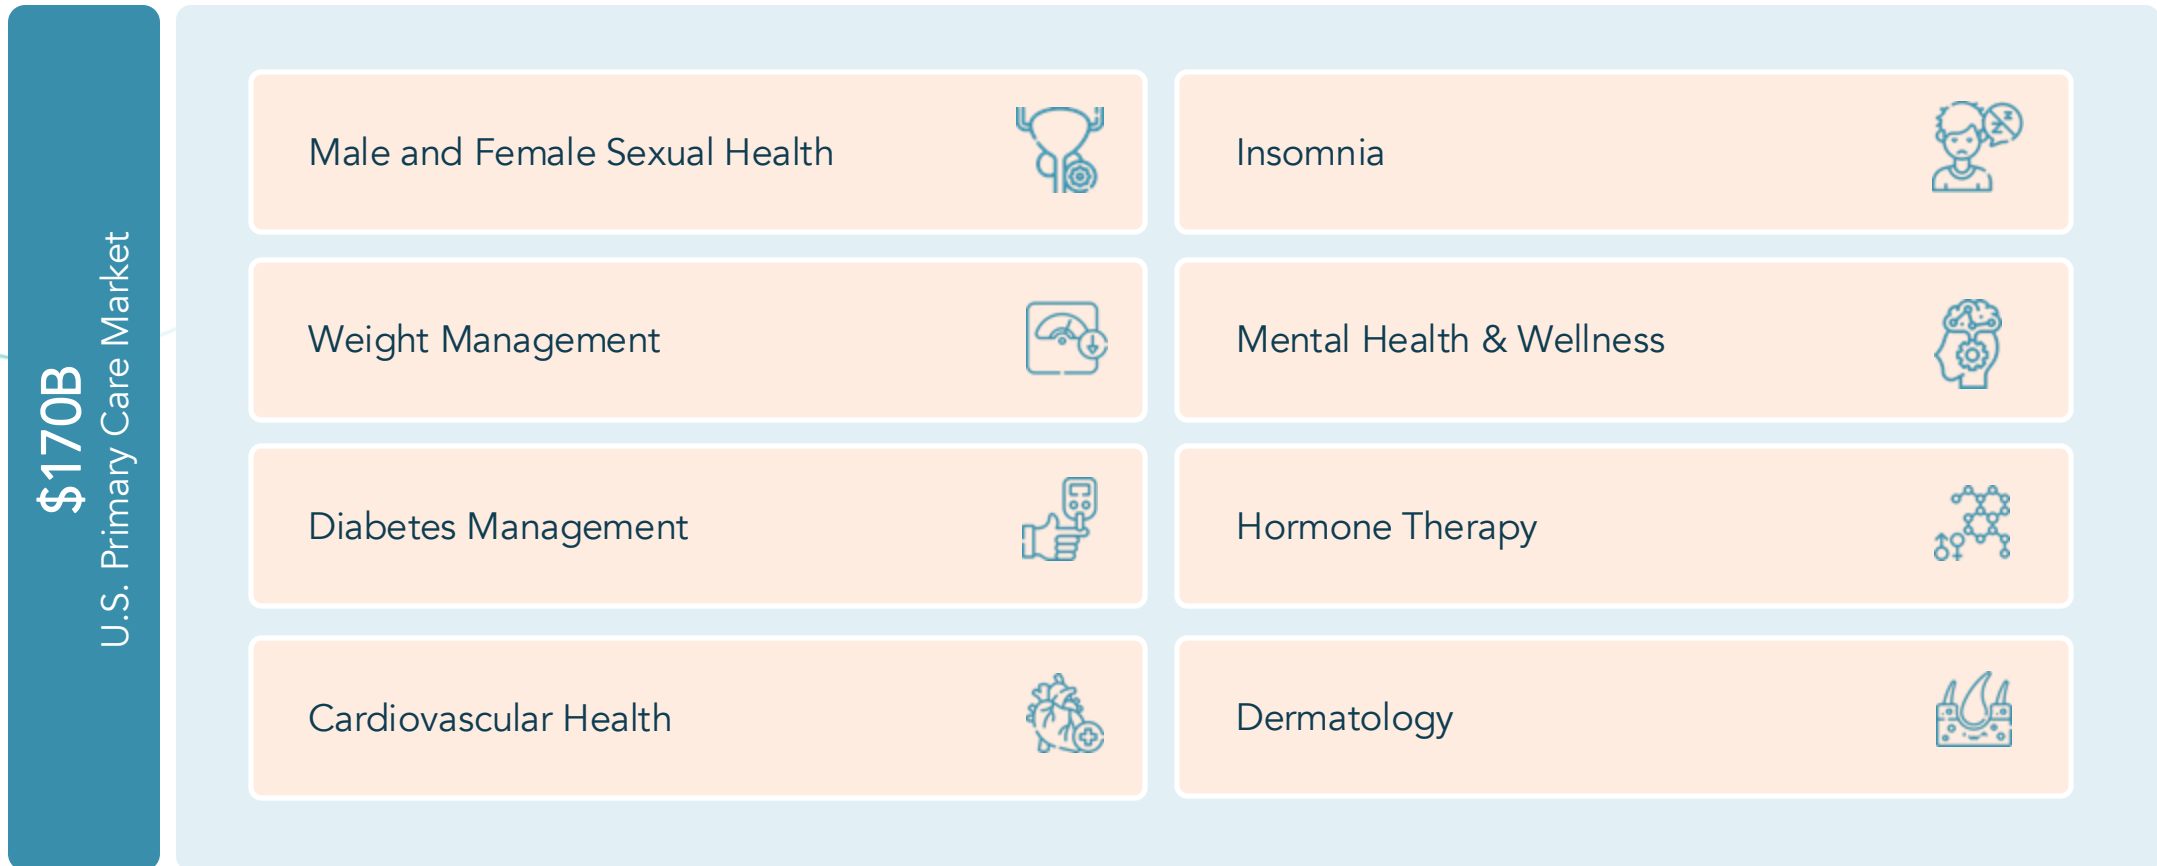 $170B
U.S. Primary Care Market
Male and Female Sexual Health
Insomnia
Weight Management
Mental Health & Wellness
Diabetes Management
Hormone Therapy
Cardiovascular Health
Dermatology